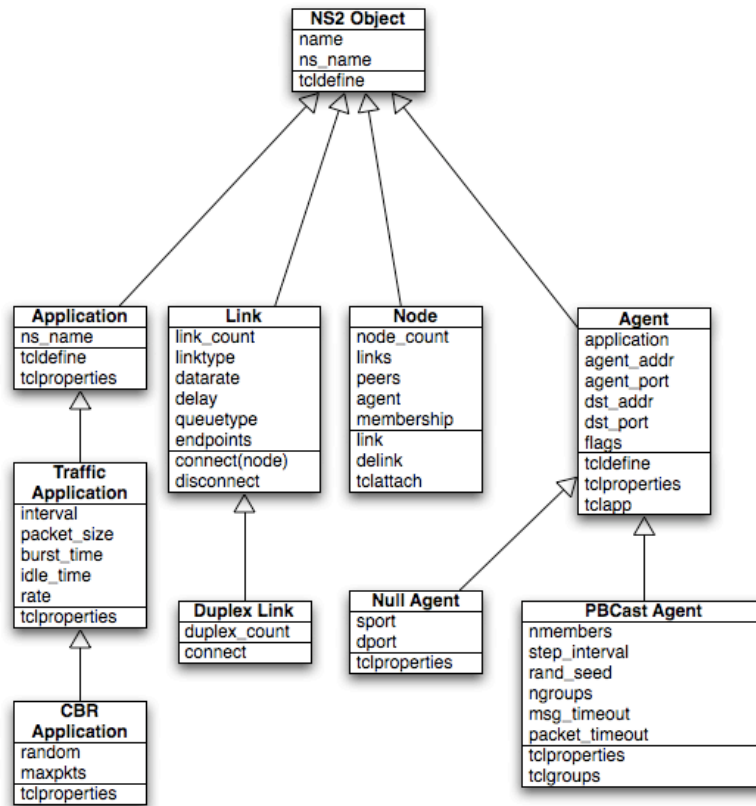 NS2 Object
name
ns_name
tcldefine
Application
ns_name
tcldefine
tclproperties
Link
link_count
linktype
datarate
delay
queuetype
endpoints
connect(node)
disconnect
Node
node_count
links
peers
agent
membership
link
delink
tclattach
Agent
application
agent_addr
agent_port
dst_addr
dst_port
flags
tcldefine
tclproperties
tclapp
Traffic
Application
interval
packet_size
burst_time
idle_time
rate
tclproperties
Duplex Link
duplex_count
connect
Null Agent
sport
dport
tclproperties
PBCast Agent
nmembers
step_interval
rand_seed
ngroups
msg_timeout
packet_timeout
tclproperties
tclgroups
CBR
Application
random
maxpkts
tclproperties